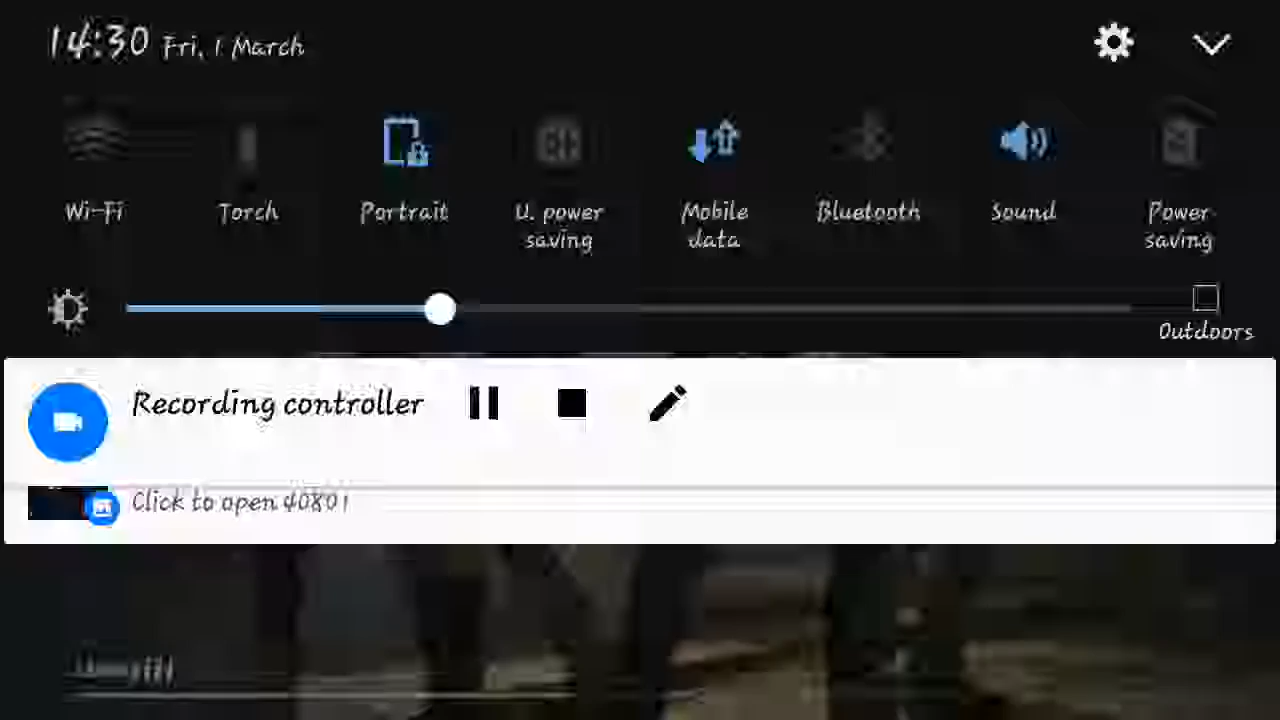 14:30 Fri, 1 March
Wi-Fi Torch Portrait U. power saving Mobile data Bluetooth Sound Power saving
Outdoors
Recording controller
Click to open 40801